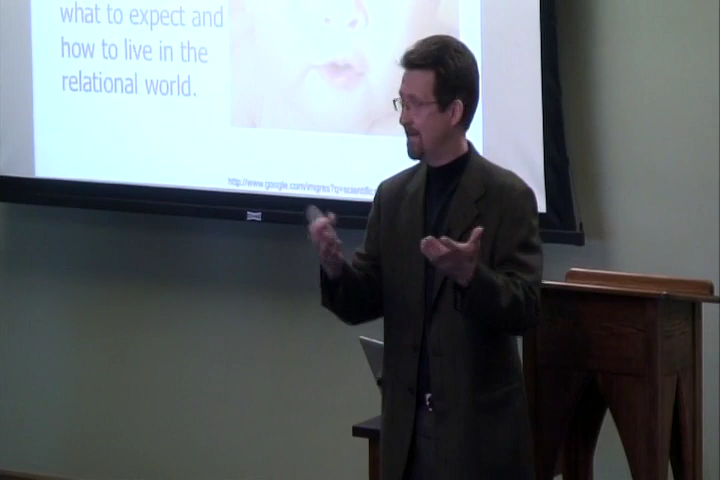 what to expect and
how to live in the
relational world.
http://www.google.com/imgres?q=scientific